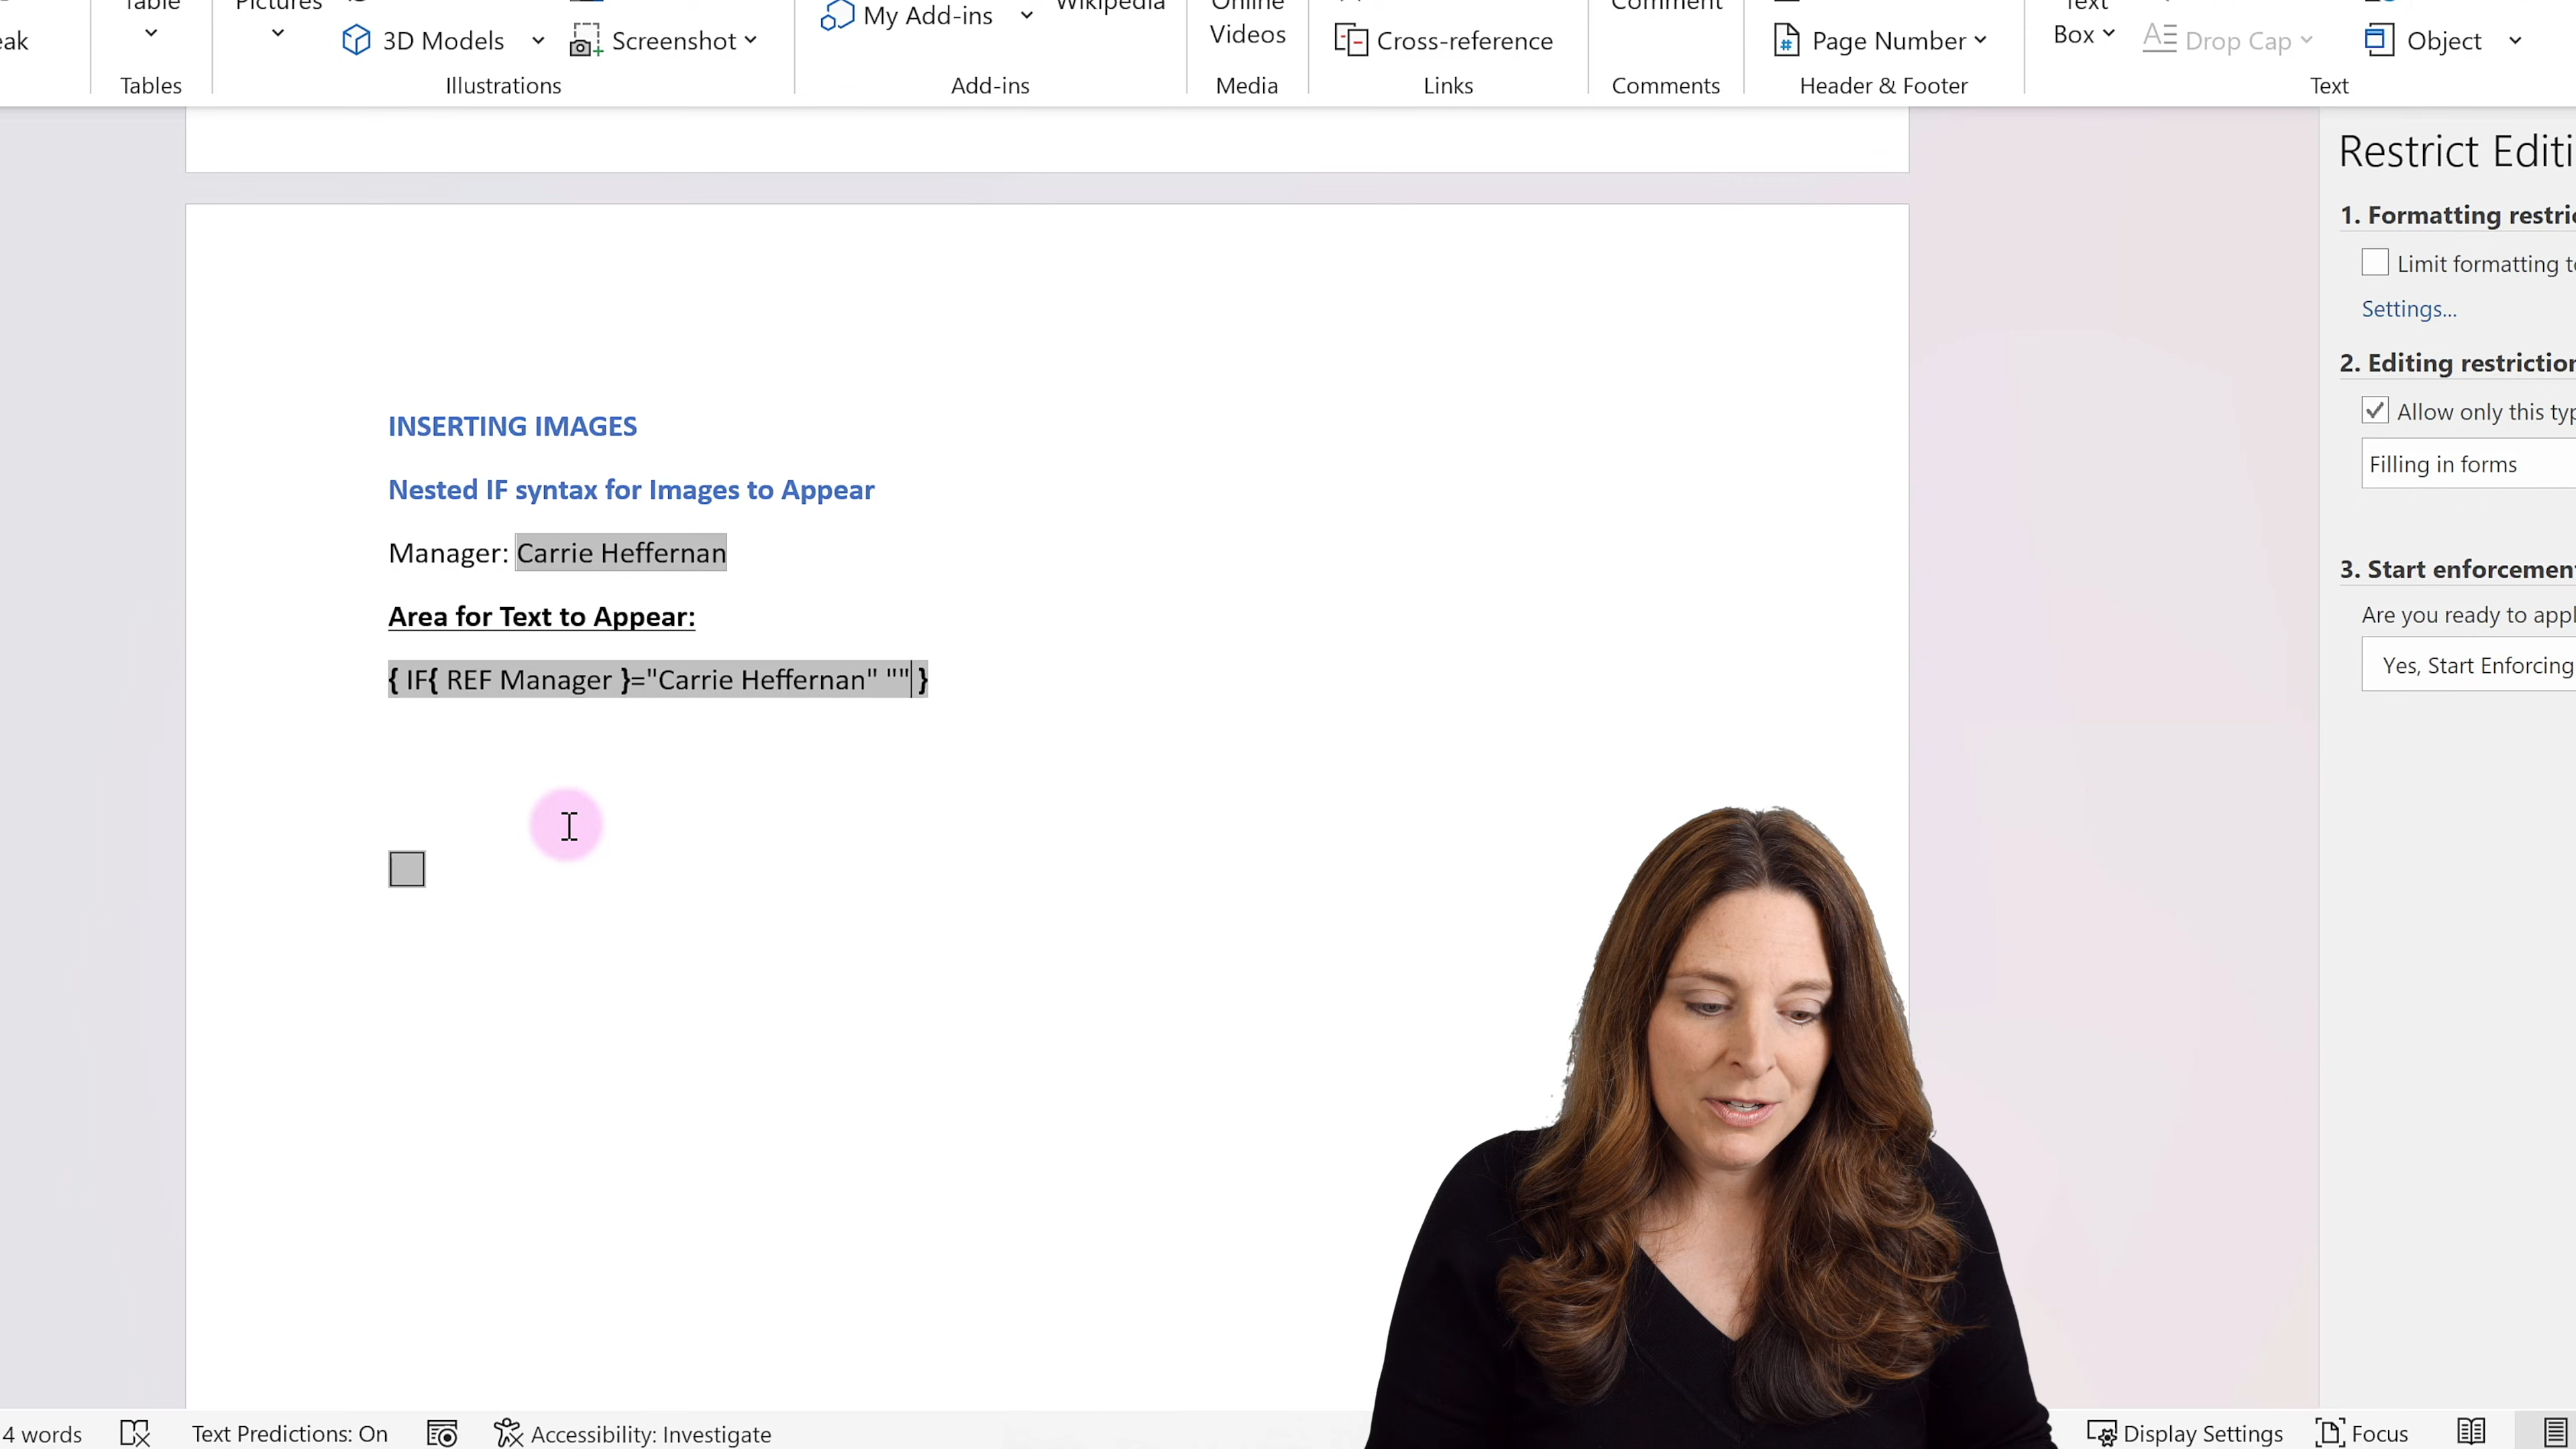 Table
Pictures
My Add-ins
Wikipedia
Online
Comment
Text
eak
3D Models
Screenshot
Videos
Cross-reference
Page Number
Box
Drop Cap
Object
Tables
Illustrations
Add-ins
Media
Links
Comments
Header & Footer
Text
Restrict Editi
1. Formatting restric
Limit formatting t
Settings...
2. Editing restriction
Allow only this typ
Filling in forms
3. Start enforcemen
Are you ready to appl
Yes, Start Enforcing
INSERTING IMAGES
Nested IF syntax for Images to Appear
Manager: Carrie Heffernan
Area for Text to Appear:
{ IF{ REF Manager }="Carrie Heffernan" "" }
4 words
Text Predictions: On
Accessibility: Investigate
Display Settings
Focus